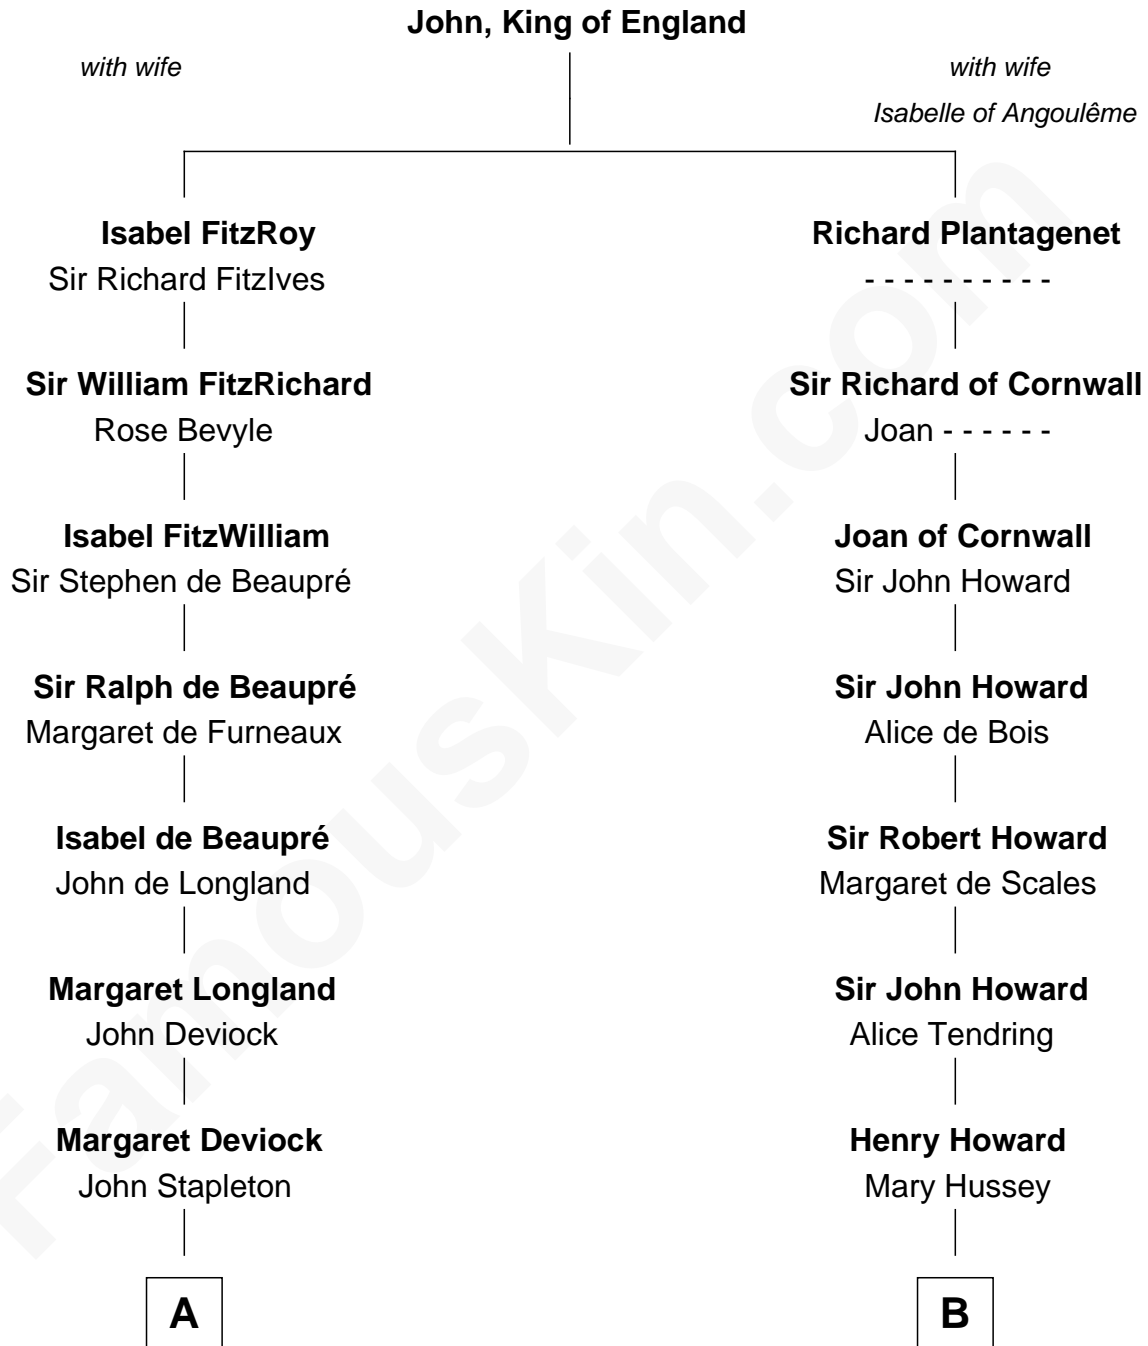 John, King of England
with wife
with wife
Isabelle of Angoulême
Isabel FitzRoy
Sir Richard FitzIves
Richard Plantagenet
- - - - - - - - - -
Sir William FitzRichard
Rose Bevyle
Sir Richard of Cornwall
Joan - - - - - -
Isabel FitzWilliam
Sir Stephen de Beaupré
Joan of Cornwall
Sir John Howard
Sir Ralph de Beaupré
Margaret de Furneaux
Sir John Howard
Alice de Bois
Isabel de Beaupré
John de Longland
Sir Robert Howard
Margaret de Scales
Margaret Longland
John Deviock
Sir John Howard
Alice Tendring
Margaret Deviock
John Stapleton
Henry Howard
Mary Hussey
A
B
FamousKin.com